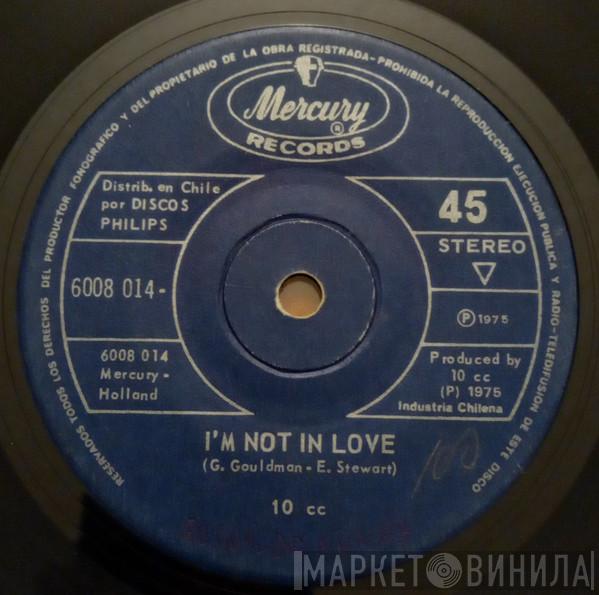 RESERVADOS TODOS LOS DERECHOS DEL PRODUCTOR FONOGRAFICO Y DEL PROPIETARIO DE LA OBRA REGISTRADA-PROHIBIDA LA REPRODUCCION EJECUCION PUBLICA Y RADIO-TELEDIFUSION DE ESTE DISCO
Mercury ®
RECORDS
Distrib. en Chile
por DISCOS
PHILIPS
45
STEREO
6008 014-
Ⓟ1975
6008 014
Mercury-
Holland
Produced by
10 cc
(P) 1975
Industria Chilena
I'M NOT IN LOVE
(G. Gouldman-E. Stewart)
100
10 cc
МАРКЕТ ВИНИЛА